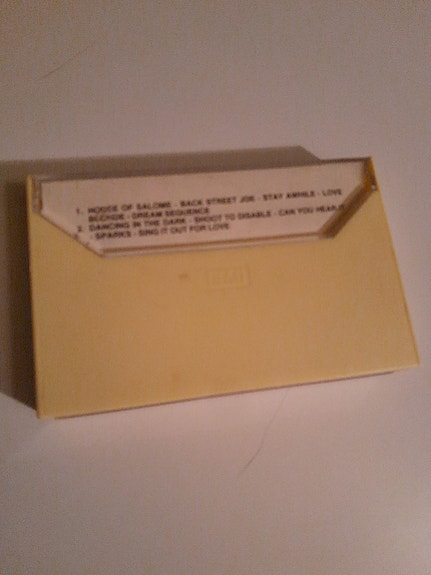 1. HOUSE OF SALOME - BACK STREET JOE - STAY AWHILE - LOVE
BLONDE - DREAM SEQUENCE
2. DANCING IN THE DARK - SHOOT TO DISABLE - CAN YOU HEAR
- SPARKS - SING IT OUT FOR LOVE